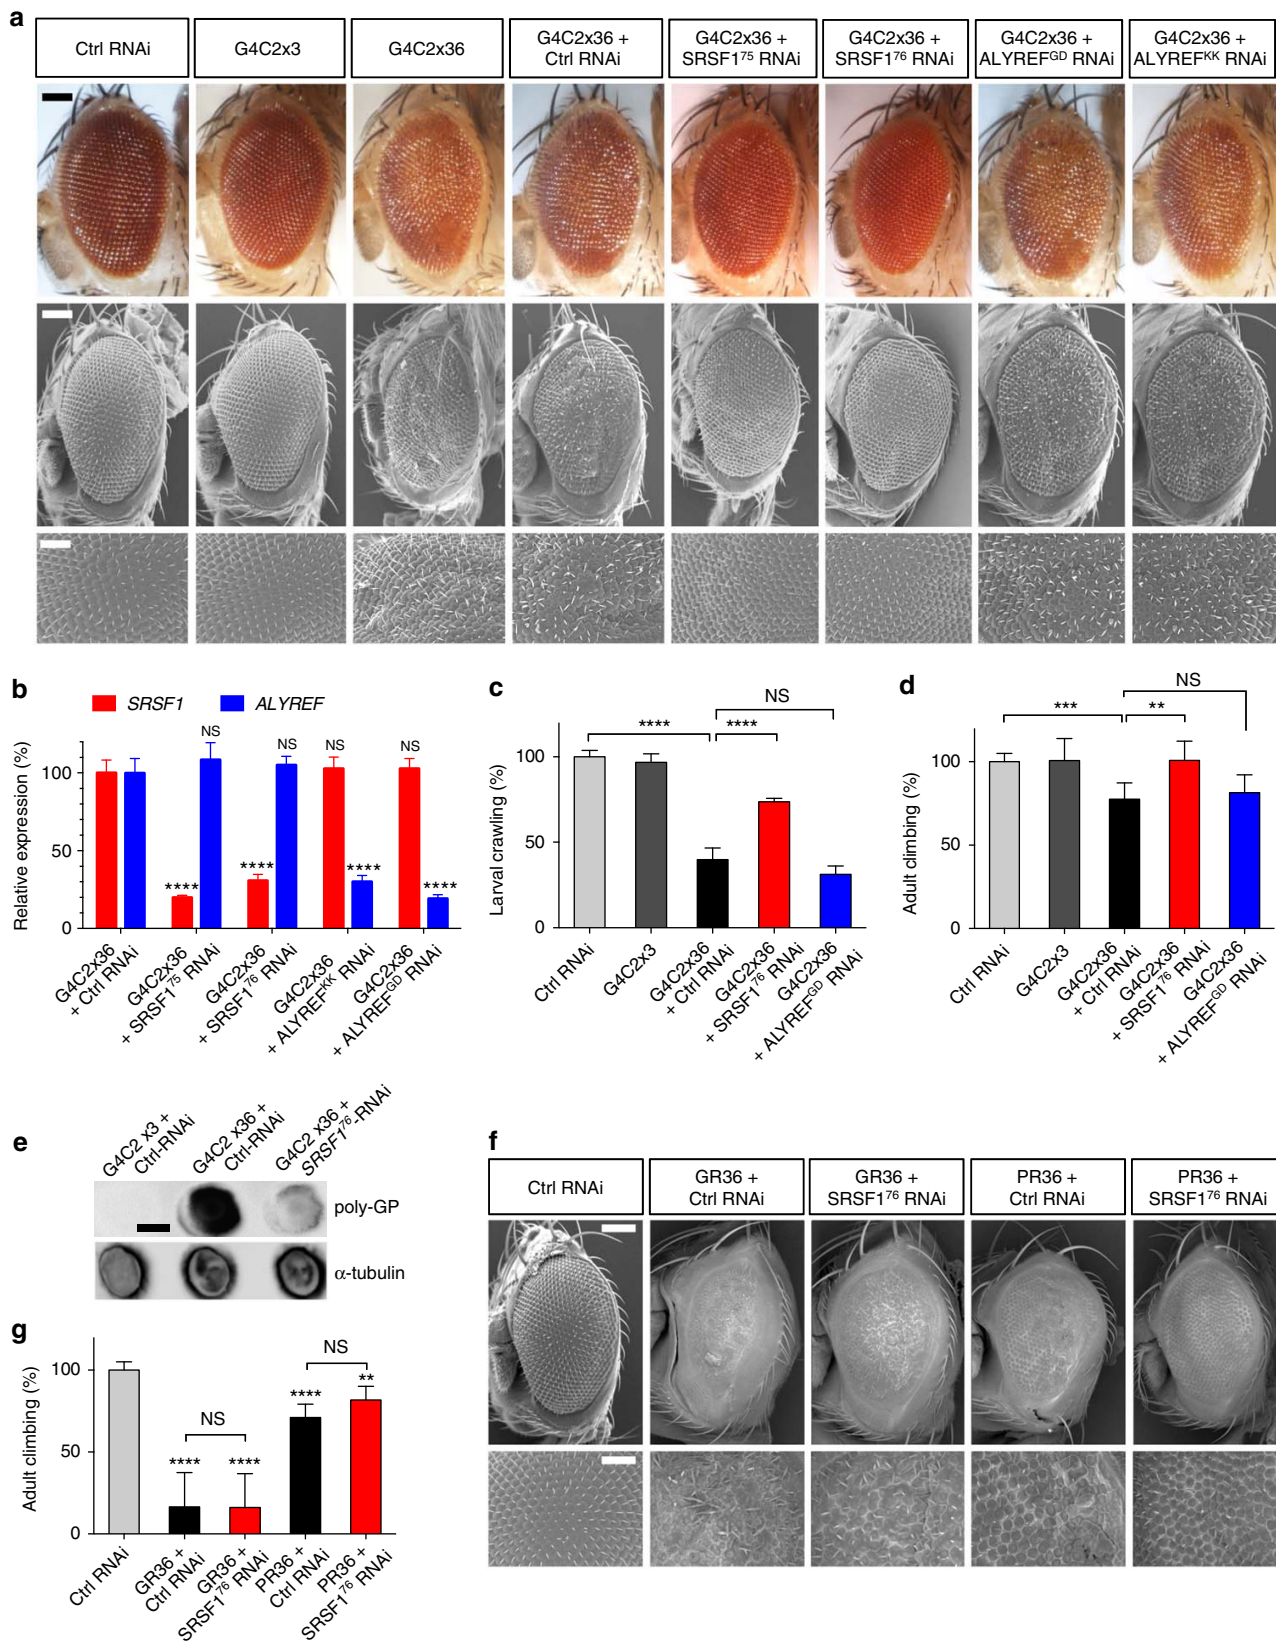 a
Ctrl RNAi
G4C2x3
G4C2x36
G4C2x36 +
Ctrl RNAi
G4C2x36 +
SRSF1⁷⁵ RNAi
G4C2x36 +
SRSF1⁷⁶ RNAi
G4C2x36 +
ALYREFᴳᴰ RNAi
G4C2x36 +
ALYREFᴷᴷ RNAi
b
SRSF1
ALYREF
Relative expression (%)
100
50
0
NS
NS
NS
NS
****
****
****
****
G4C2x36
+ Ctrl RNAi
G4C2x36
+ SRSF1⁷⁵ RNAi
G4C2x36
+ SRSF1⁷⁶ RNAi
G4C2x36
+ ALYREFᴷᴷ RNAi
G4C2x36
+ ALYREFᴳᴰ RNAi
c
Larval crawling (%)
100
50
0
NS
****
****
Ctrl RNAi
G4C2x3
G4C2x36
+ Ctrl RNAi
G4C2x36
+ SRSF1⁷⁶ RNAi
G4C2x36
+ ALYREFᴳᴰ RNAi
d
Adult climbing (%)
100
50
0
NS
***
**
Ctrl RNAi
G4C2x3
G4C2x36
+ Ctrl RNAi
G4C2x36
+ SRSF1⁷⁶ RNAi
G4C2x36
+ ALYREFᴳᴰ RNAi
e
G4C2 x3 +
Ctrl-RNAi
G4C2 x36 +
Ctrl-RNAi
G4C2 x36 +
SRSF1⁷⁶-RNAi
poly-GP
α-tubulin
f
Ctrl RNAi
GR36 +
Ctrl RNAi
GR36 +
SRSF1⁷⁶ RNAi
PR36 +
Ctrl RNAi
PR36 +
SRSF1⁷⁶ RNAi
g
Adult climbing (%)
100
50
0
NS
NS
****
****
****
**
Ctrl RNAi
GR36 +
Ctrl RNAi
GR36 +
SRSF1⁷⁶ RNAi
PR36 +
Ctrl RNAi
PR36 +
SRSF1⁷⁶ RNAi